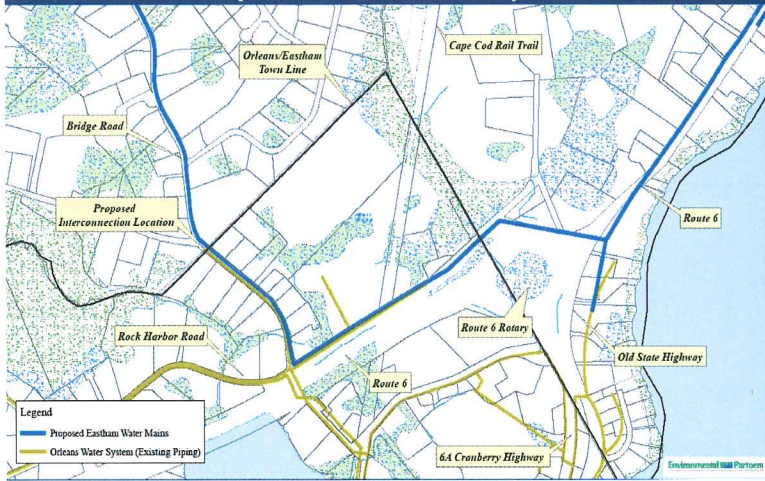 Orleans/Eastham
Town Line
Cape Cod Rail Trail
Bridge Road
Proposed
Interconnection Location
Route 6
Rock Harbor Road
Route 6 Rotary
Old State Highway
Route 6
Legend
Proposed Eastham Water Mains
Orleans Water System (Existing Piping)
6A Cranberry Highway
Environmental Partners